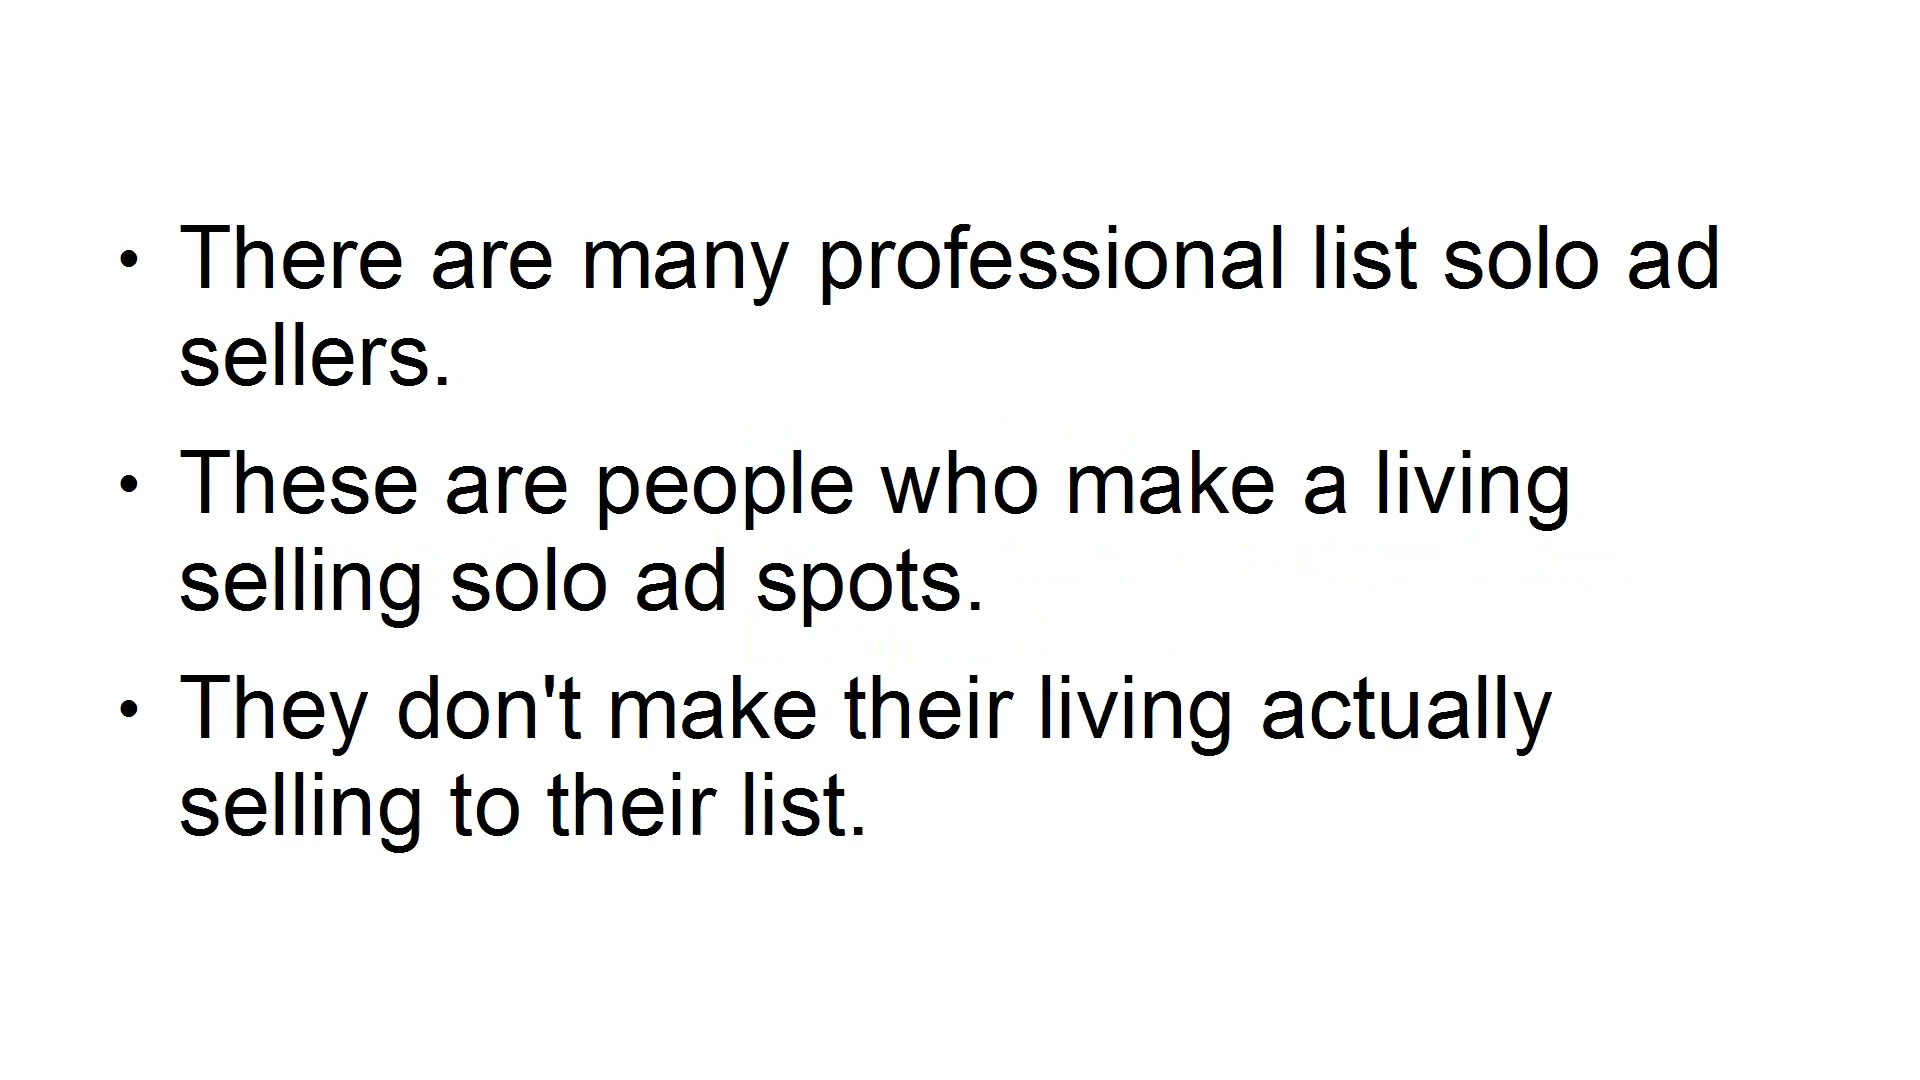 • There are many professional list solo ad
sellers.
• These are people who make a living
selling solo ad spots.
• They don't make their living actually
selling to their list.